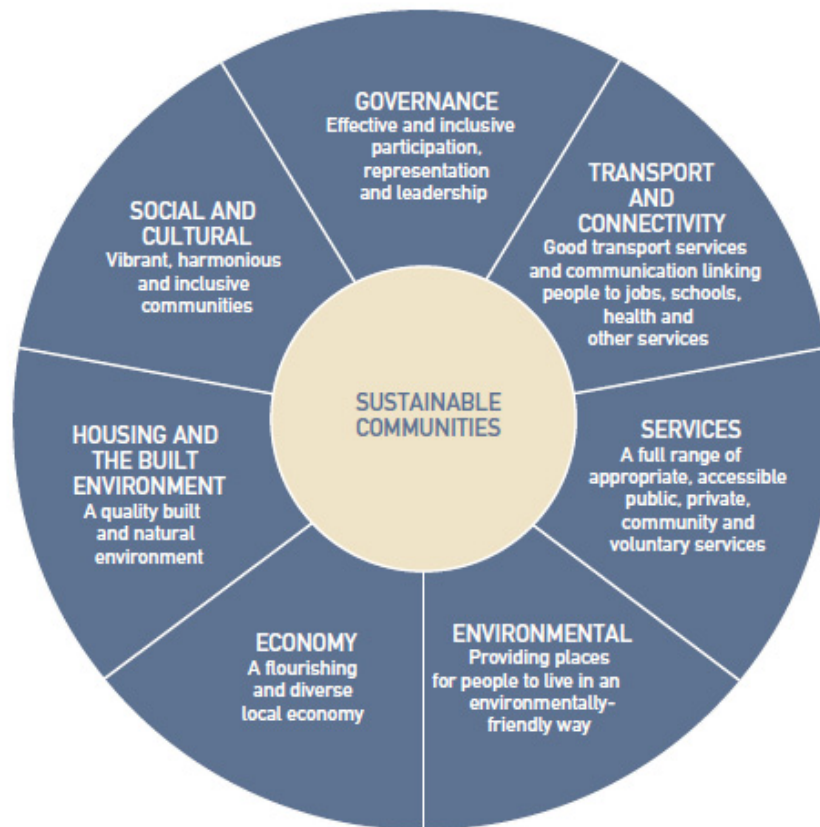 GOVERNANCE
Effective and inclusive
participation,
representation
and leadership
TRANSPORT
AND
CONNECTIVITY
Good transport services
and communication linking
people to jobs, schools,
health and
other services
SERVICES
A full range of
appropriate, accessible
public, private,
community and
voluntary services
ENVIRONMENTAL
Providing places
for people to live in an
environmentally-
friendly way
ECONOMY
A flourishing
and diverse
local economy
HOUSING AND
THE BUILT
ENVIRONMENT
A quality built
and natural
environment
SOCIAL AND
CULTURAL
Vibrant, harmonious
and inclusive
communities
SUSTAINABLE
COMMUNITIES